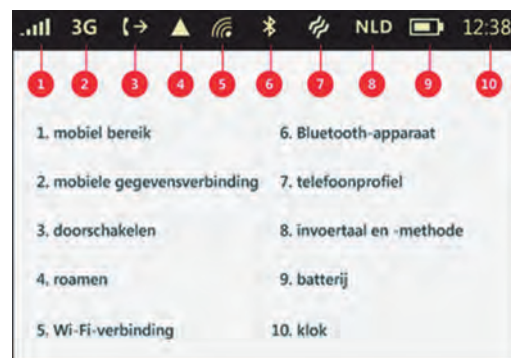 3G NLD 12:38
1 2 3 4 5 6 7 8 9 10
1. mobiel bereik
2. mobiele gegevensverbinding
3. doorschakelen
4. roamen
5. Wi-Fi-verbinding
6. Bluetooth-apparaat
7. telefoonprofiel
8. invoertaal en -methode
9. batterij
10. klok